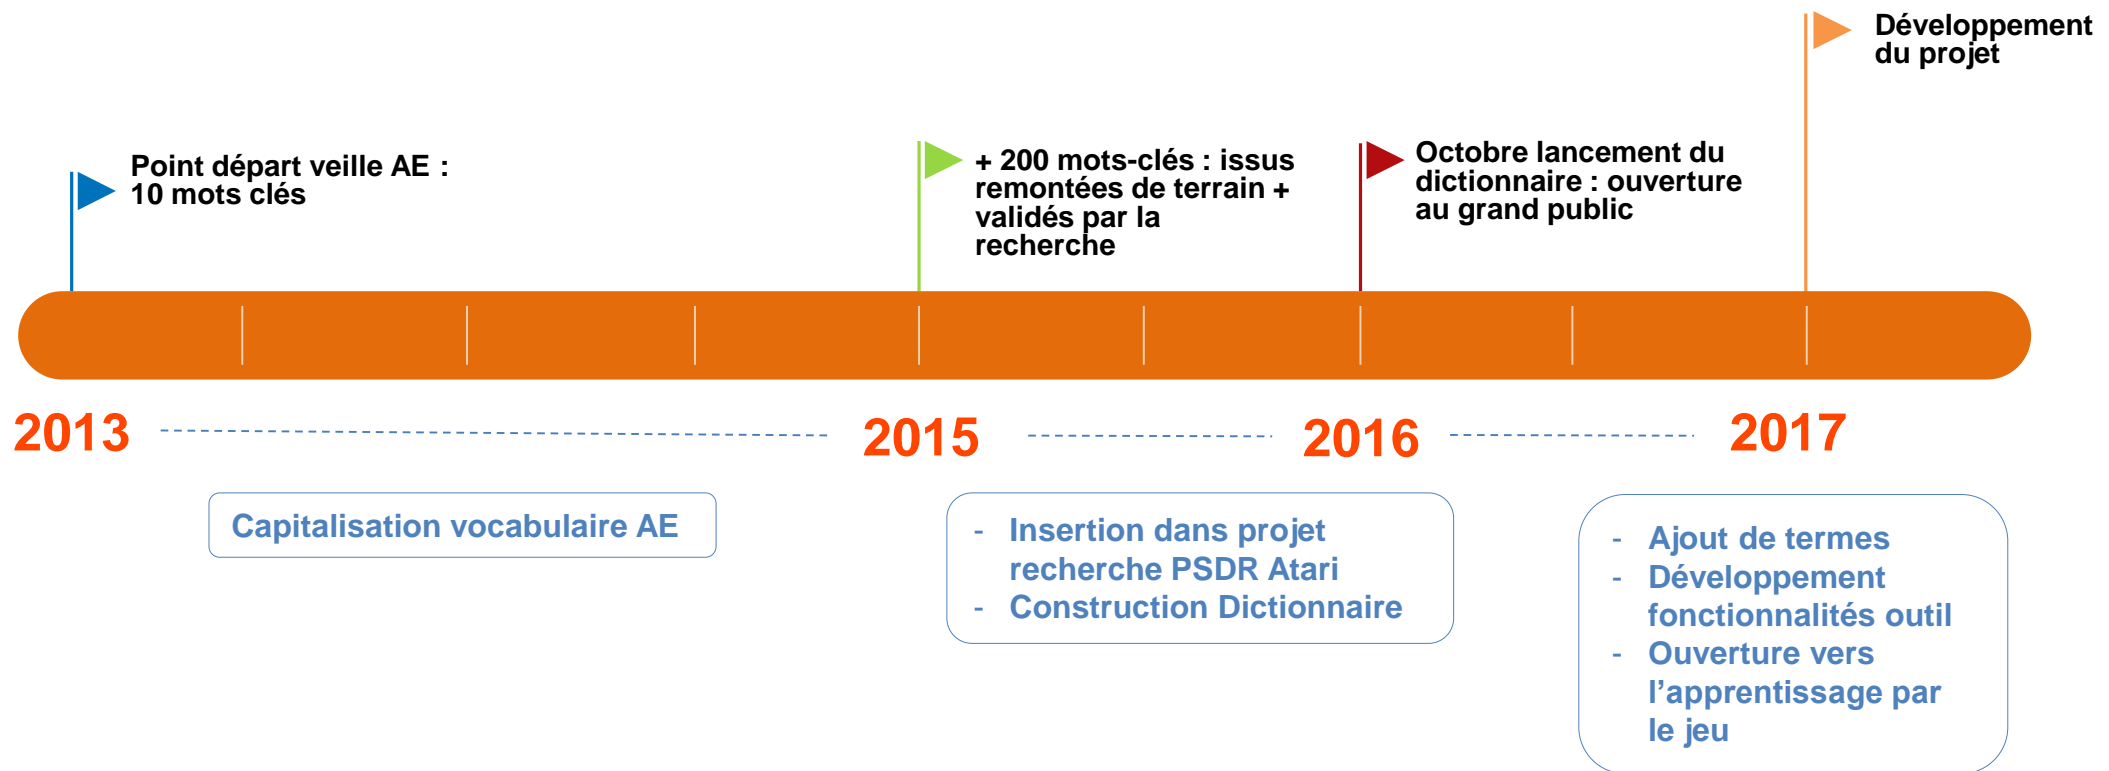 Développement
du projet
Point départ veille AE :
10 mots clés
+ 200 mots-clés : issus
remontées de terrain +
validés par la
recherche
Octobre lancement du
dictionnaire : ouverture
au grand public
2013
2015
2016
2017
Capitalisation vocabulaire AE
- Insertion dans projet
recherche PSDR Atari
- Construction Dictionnaire
- Ajout de termes
- Développement
fonctionnalités outil
- Ouverture vers
l’apprentissage par
le jeu